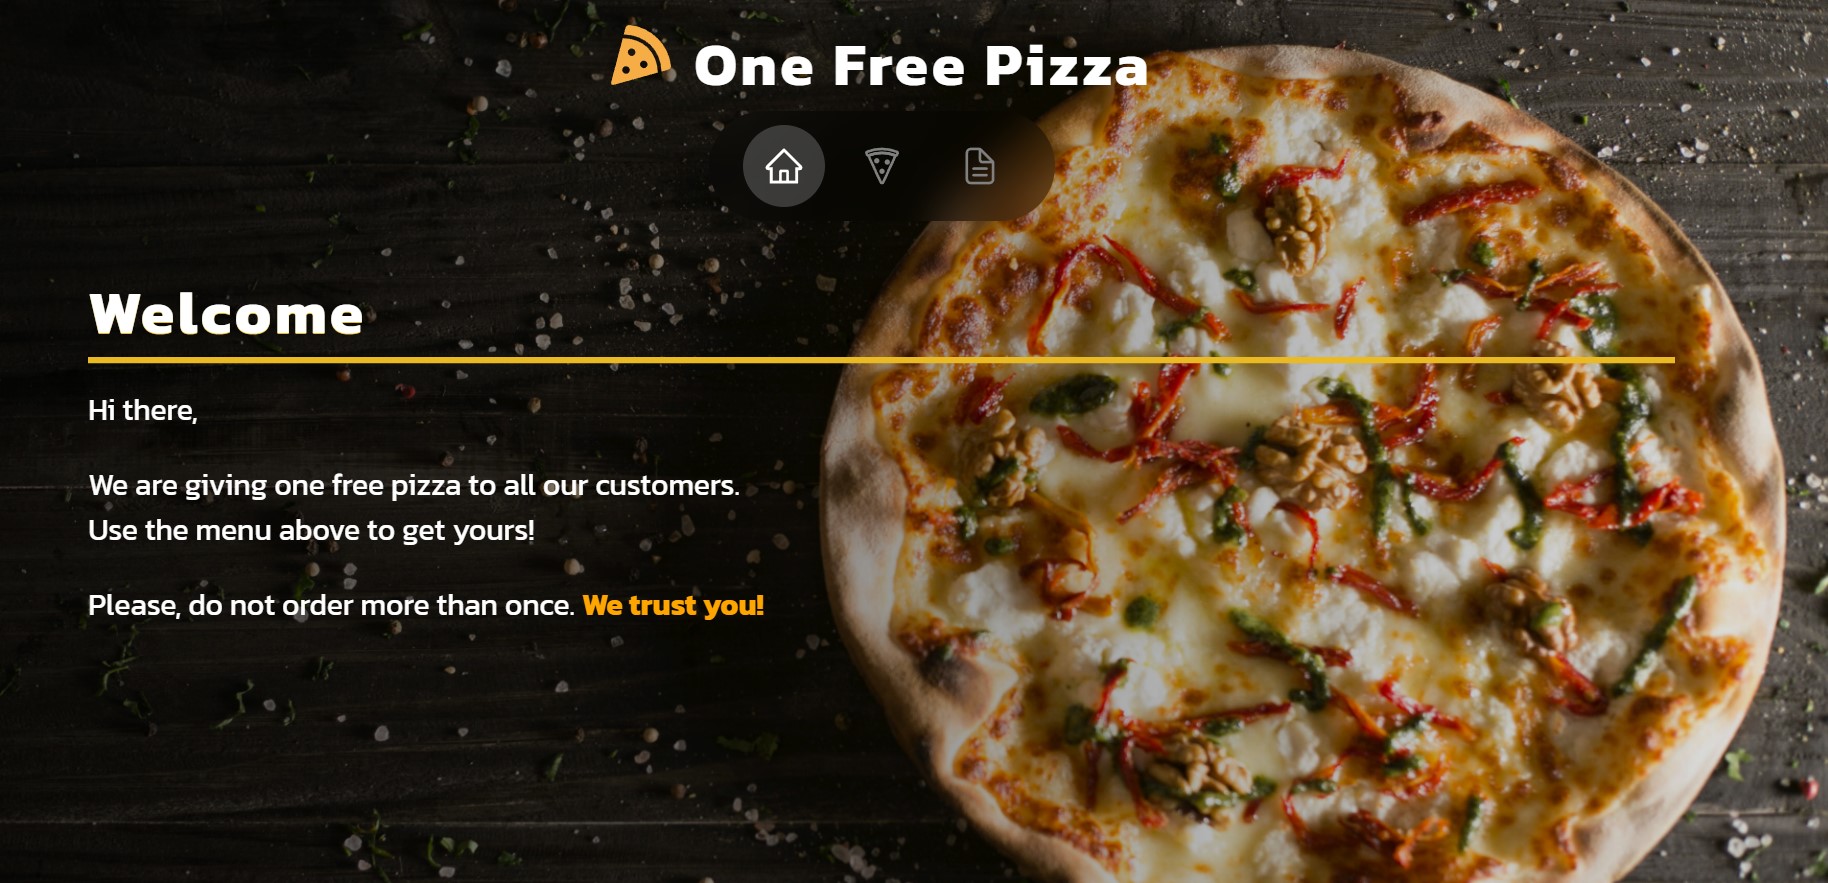 One Free Pizza
Welcome
Hi there,
We are giving one free pizza to all our customers.
Use the menu above to get yours!
Please, do not order more than once. We trust you!